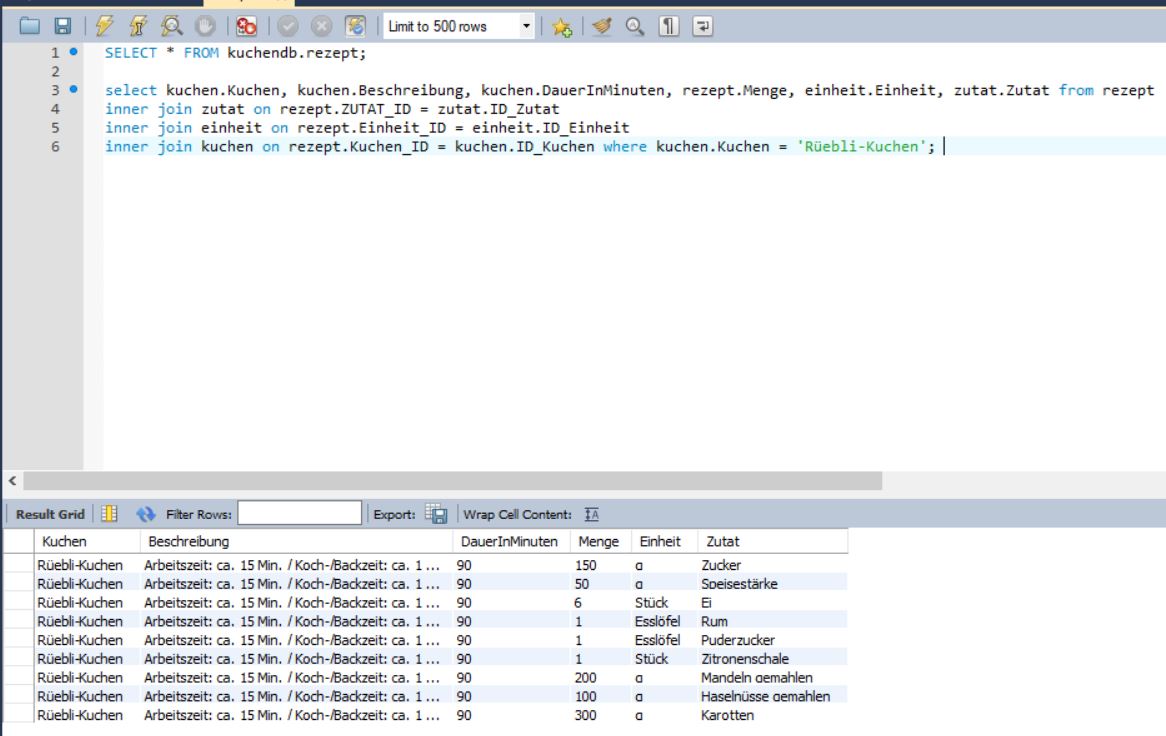 Limit to 500 rows
1 SELECT * FROM kuchendb.rezept;
2
3 select kuchen.Kuchen, kuchen.Beschreibung, kuchen.DauerInMinuten, rezept.Menge, einheit.Einheit, zutat.Zutat from rezept
4 inner join zutat on rezept.ZUTAT_ID = zutat.ID_Zutat
5 inner join einheit on rezept.Einheit_ID = einheit.ID_Einheit
6 inner join kuchen on rezept.Kuchen_ID = kuchen.ID_Kuchen where kuchen.Kuchen = 'Rüebli-Kuchen';
Result Grid Filter Rows: Export: Wrap Cell Content: IA
Kuchen Beschreibung DauerInMinuten Menge Einheit Zutat
Rüebli-Kuchen Arbeitszeit: ca. 15 Min. / Koch-/Backzeit: ca. 1 ... 90 150 g Zucker
Rüebli-Kuchen Arbeitszeit: ca. 15 Min. / Koch-/Backzeit: ca. 1 ... 90 50 g Speisestärke
Rüebli-Kuchen Arbeitszeit: ca. 15 Min. / Koch-/Backzeit: ca. 1 ... 90 6 Stück Ei
Rüebli-Kuchen Arbeitszeit: ca. 15 Min. / Koch-/Backzeit: ca. 1 ... 90 1 Esslöfel Rum
Rüebli-Kuchen Arbeitszeit: ca. 15 Min. / Koch-/Backzeit: ca. 1 ... 90 1 Esslöfel Puderzucker
Rüebli-Kuchen Arbeitszeit: ca. 15 Min. / Koch-/Backzeit: ca. 1 ... 90 1 Stück Zitronenschale
Rüebli-Kuchen Arbeitszeit: ca. 15 Min. / Koch-/Backzeit: ca. 1 ... 90 200 g Mandeln gemahlen
Rüebli-Kuchen Arbeitszeit: ca. 15 Min. / Koch-/Backzeit: ca. 1 ... 90 100 g Haselnüsse gemahlen
Rüebli-Kuchen Arbeitszeit: ca. 15 Min. / Koch-/Backzeit: ca. 1 ... 90 300 g Karotten